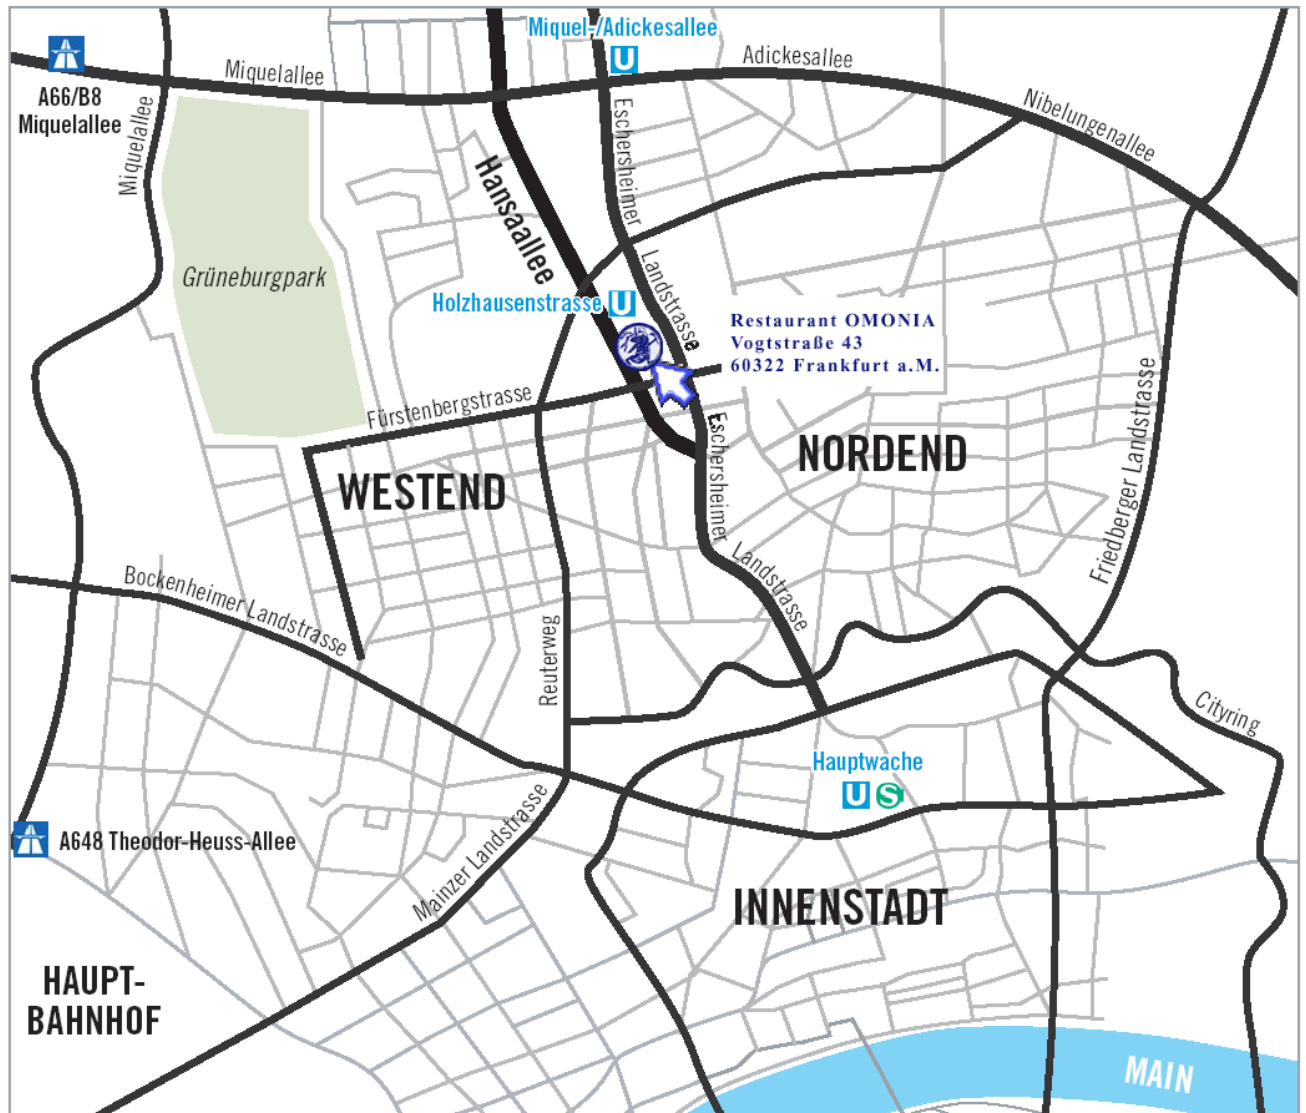 Miquel-/Adickesallee
U
Adickesallee
Miquelallee
A66/B8
Miquelallee
Miquelallee
Nibelungenallee
Eschersheimer
Landstrasse
Hansaallee
Grüneburgpark
Holzhausenstrasse U
Restaurant OMONIA
Vogtstraße 43
60322 Frankfurt a.M.
Fürstenbergstrasse
Eschersheimer
Landstrasse
NORDEND
WESTEND
Friedberger Landstrasse
Bockenheimer Landstrasse
Reuterweg
Cityring
Hauptwache
U S
A648 Theodor-Heuss-Allee
Mainzer Landstrasse
INNENSTADT
HAUPT-
BAHNHOF
MAIN